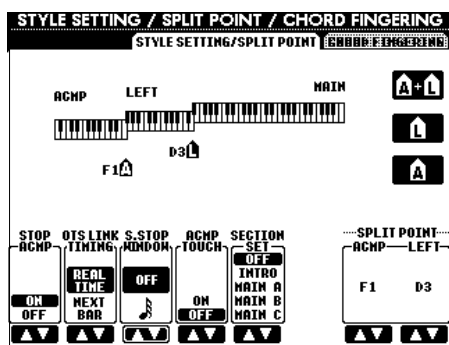 STYLE SETTING / SPLIT POINT / CHORD FINGERING
STYLE SETTING/SPLIT POINT CHORD FINGERING
ACMP LEFT MAIN
A+L
L
A
D3 L
F1 A
STOP ACMP
OTS LINK TIMING
S.STOP WINDOW
ACMP TOUCH
SECTION SET
SPLIT POINT
ACMP LEFT
ON
OFF
REAL TIME
NEXT BAR
OFF
ON
OFF
OFF
INTRO
MAIN A
MAIN B
MAIN C
F1 D3